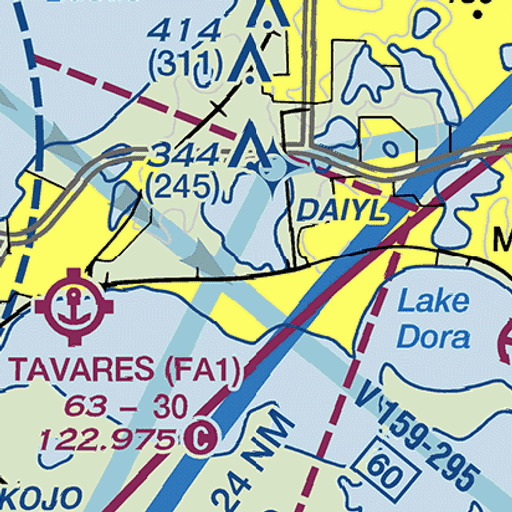 414
(311)
344
(245)
DAIYL
M
Lake
Dora
TAVARES (FA1)
63 – 30
122.975 C
V 159-295
24 NM
60
KOJO